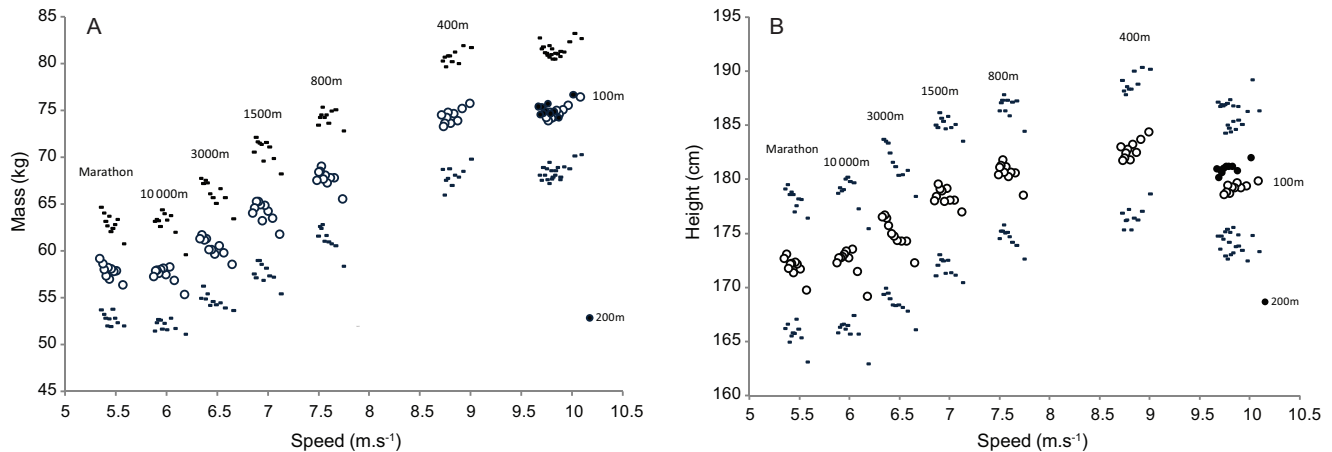 A
Mass (kg)
85
80
75
70
65
60
55
50
45
Marathon
10 000m
3000m
1500m
800m
400m
100m
200m
5
5.5
6
6.5
7
7.5
8
8.5
9
9.5
10
10.5
Speed (m.s⁻¹)
B
Height (cm)
195
190
185
180
175
170
165
160
Marathon
10 000m
3000m
1500m
800m
400m
100m
200m
5
5.5
6
6.5
7
7.5
8
8.5
9
9.5
10
10.5
Speed (m.s⁻¹)